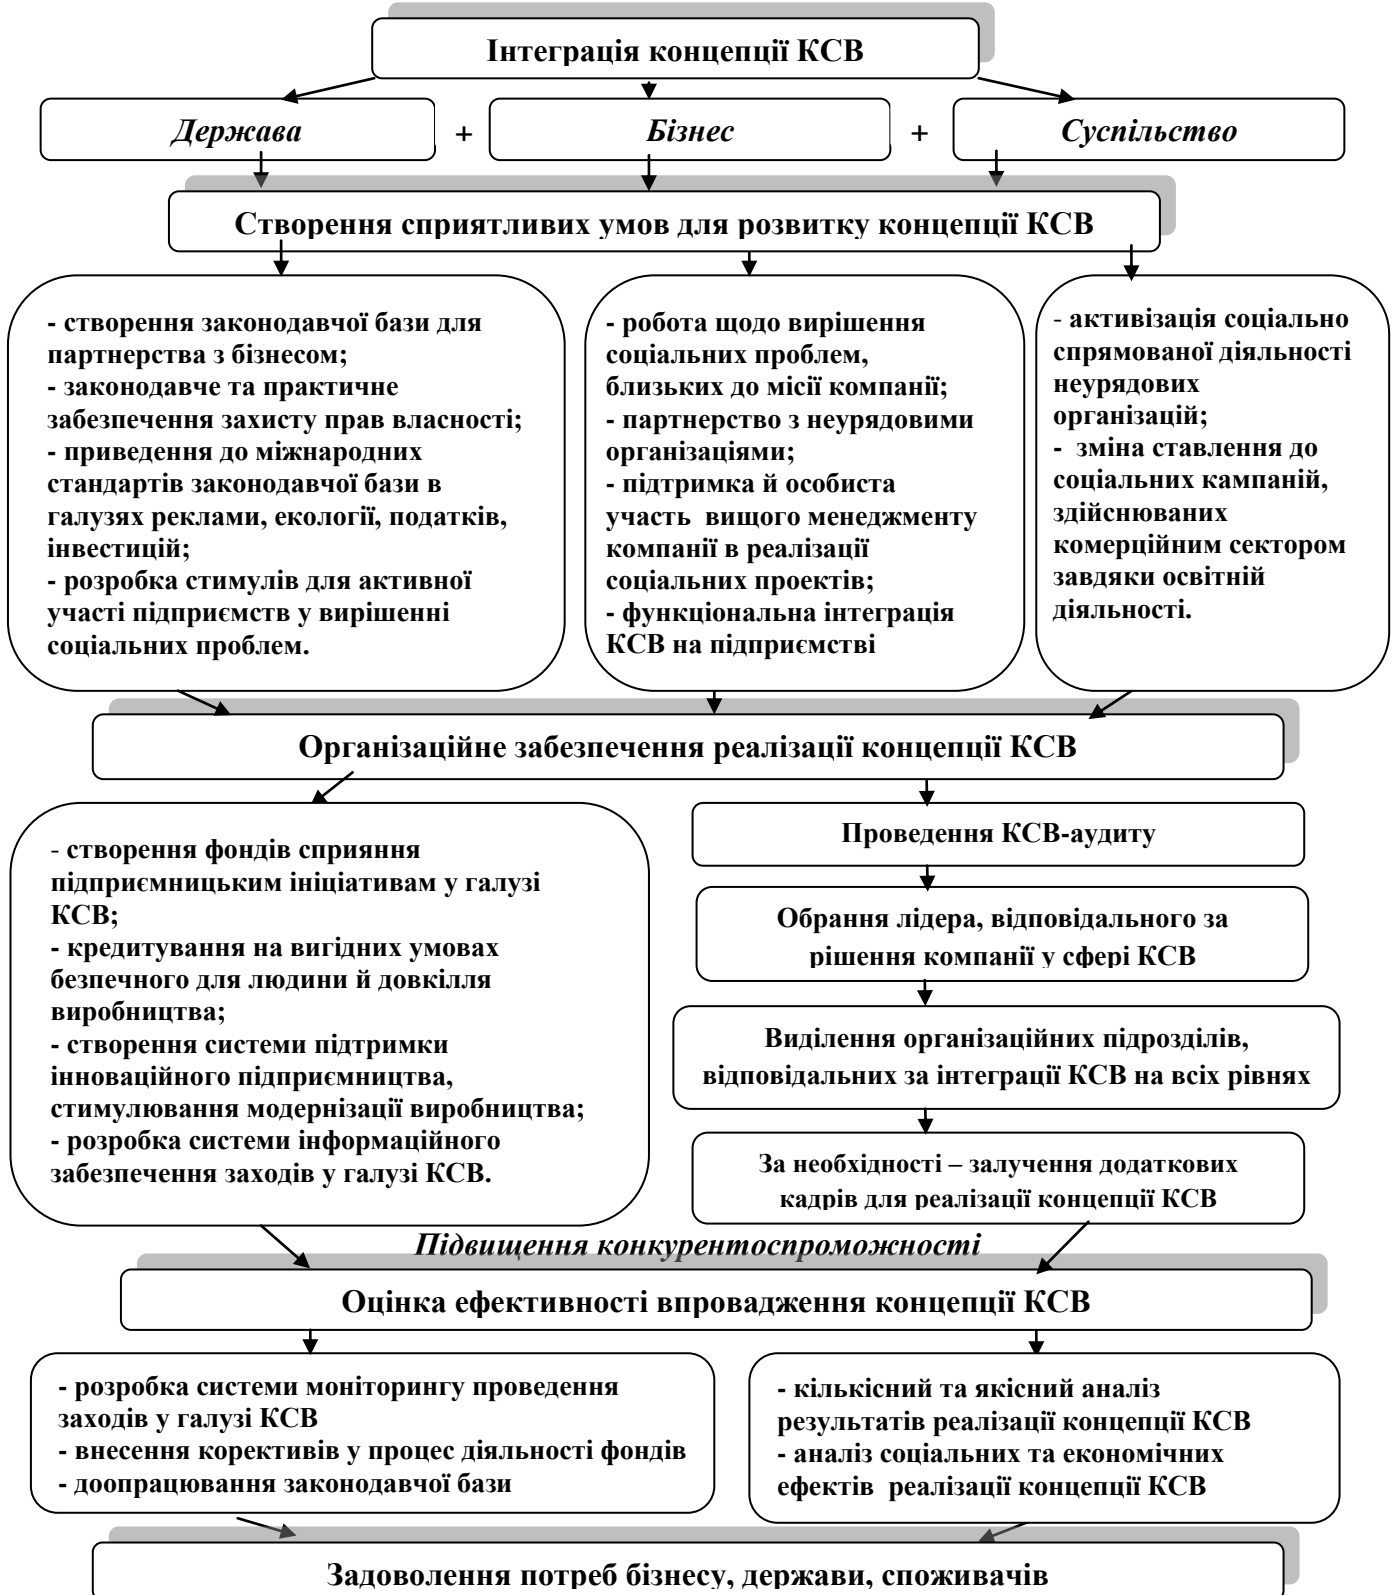 Інтеграція концепції КСВ
Держава + Бізнес + Суспільство
Створення сприятливих умов для розвитку концепції КСВ
- створення законодавчої бази для
партнерства з бізнесом;
- законодавче та практичне
забезпечення захисту прав власності;
- приведення до міжнародних
стандартів законодавчої бази в
галузях реклами, екології, податків,
інвестицій;
- розробка стимулів для активної
участі підприємств у вирішенні
соціальних проблем.
- робота щодо вирішення
соціальних проблем,
близьких до місії компанії;
- партнерство з неурядовими
організаціями;
- підтримка й особиста
участь вищого менеджменту
компанії в реалізації
соціальних проектів;
- функціональна інтеграція
КСВ на підприємстві
- активізація соціально
спрямованої діяльності
неурядових
організацій;
- зміна ставлення до
соціальних кампаній,
здійснюваних
комерційним сектором
завдяки освітній
діяльності.
Організаційне забезпечення реалізації концепції КСВ
- створення фондів сприяння
підприємницьким ініціативам у галузі
КСВ;
- кредитування на вигідних умовах
безпечного для людини й довкілля
виробництва;
- створення системи підтримки
інноваційного підприємництва,
стимулювання модернізації виробництва;
- розробка системи інформаційного
забезпечення заходів у галузі КСВ.
Проведення КСВ-аудиту
Обрання лідера, відповідального за
рішення компанії у сфері КСВ
Виділення організаційних підрозділів,
відповідальних за інтеграції КСВ на всіх рівнях
За необхідності – залучення додаткових
кадрів для реалізації концепції КСВ
Підвищення конкурентоспроможності
Оцінка ефективності впровадження концепції КСВ
- розробка системи моніторингу проведення
заходів у галузі КСВ
- внесення корективів у процес діяльності фондів
- доопрацювання законодавчої бази
- кількісний та якісний аналіз
результатів реалізації концепції КСВ
- аналіз соціальних та економічних
ефектів реалізації концепції КСВ
Задоволення потреб бізнесу, держави, споживачів